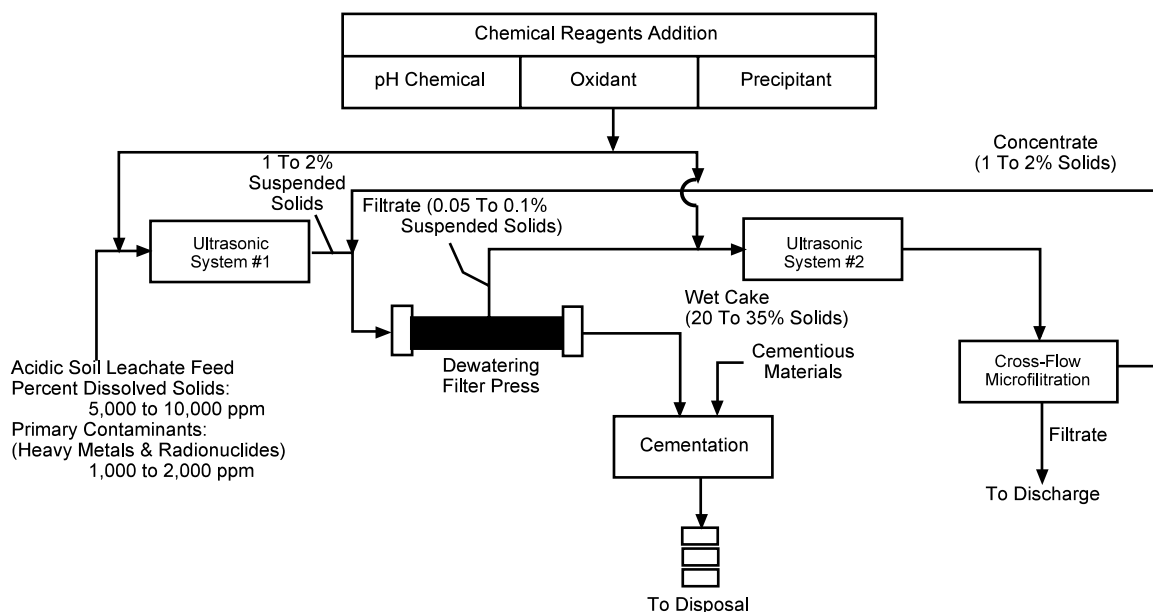 Chemical Reagents Addition
pH Chemical
Oxidant
Precipitant
1 To 2%
Suspended
Solids
Concentrate
(1 To 2% Solids)
Filtrate (0.05 To 0.1%
Suspended Solids)
Ultrasonic
System #1
Ultrasonic
System #2
Wet Cake
(20 To 35% Solids)
Acidic Soil Leachate Feed
Percent Dissolved Solids:
5,000 to 10,000 ppm
Primary Contaminants:
(Heavy Metals & Radionuclides)
1,000 to 2,000 ppm
Dewatering
Filter Press
Cementious
Materials
Cross-Flow
Microfilitration
Cementation
Filtrate
To Discharge
To Disposal